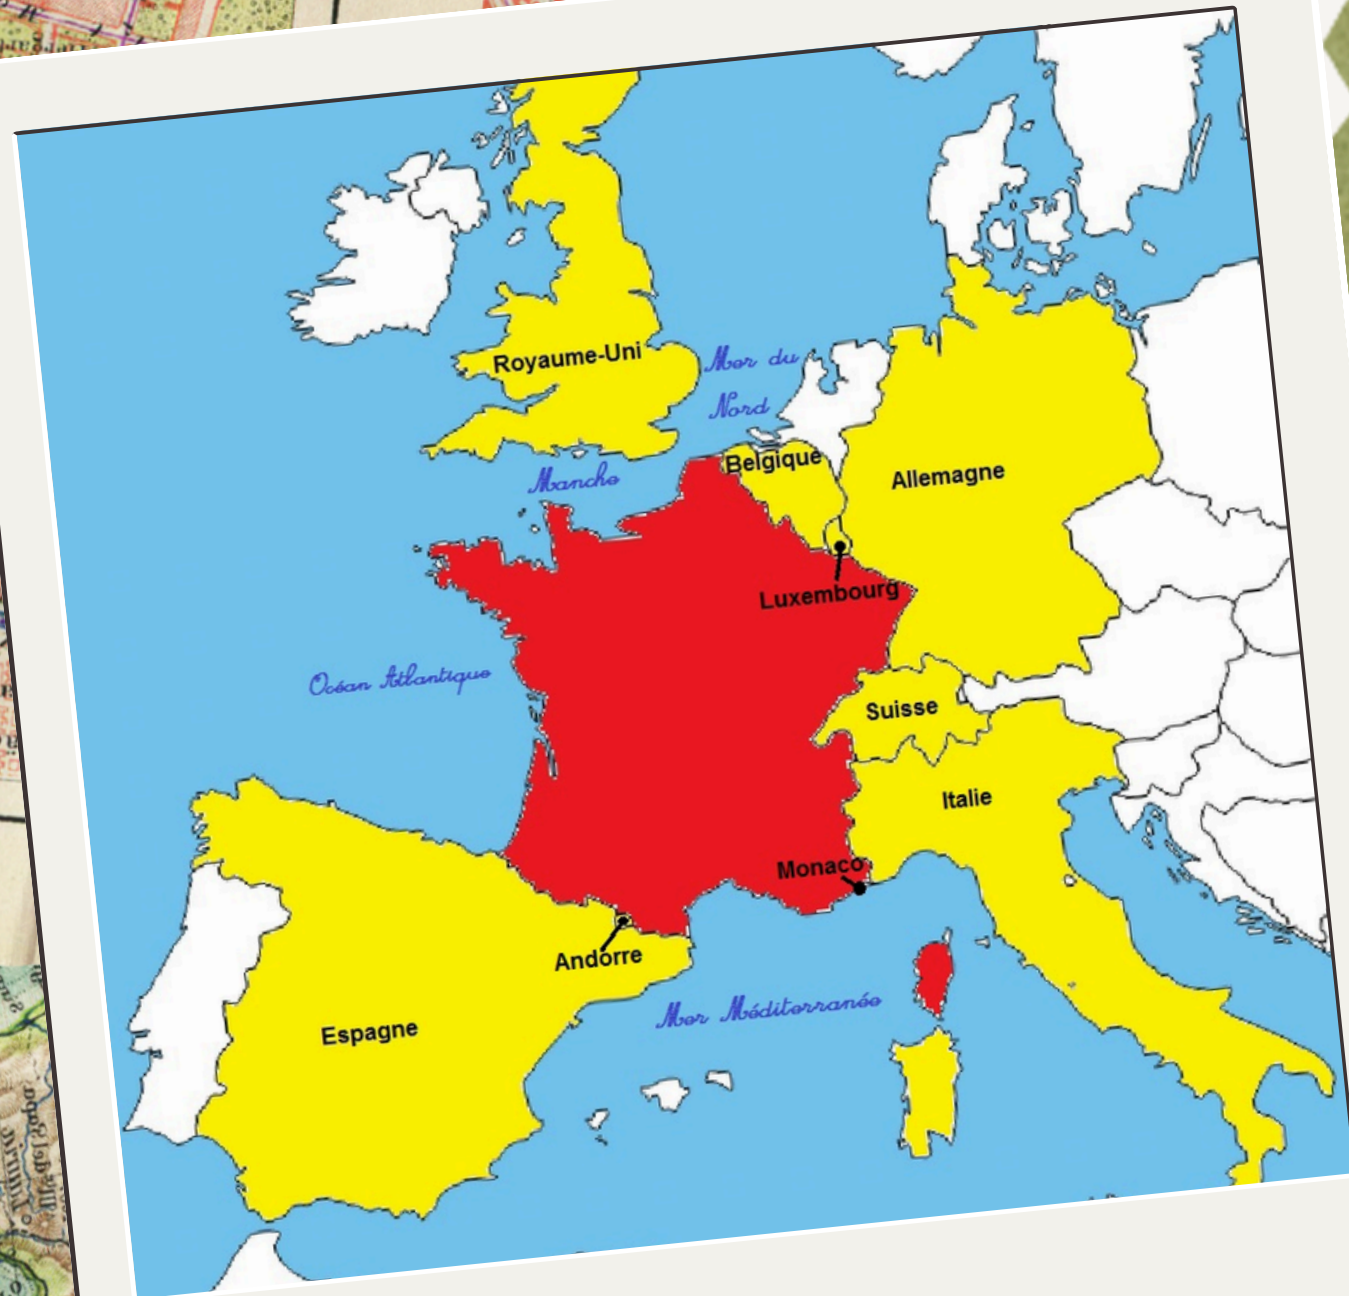 Royaume-Uni
Mer du
Nord
Belgique
Allemagne
Manche
Luxembourg
Océan Atlantique
Suisse
Italie
Monaco
Andorre
Mer Méditerranée
Espagne